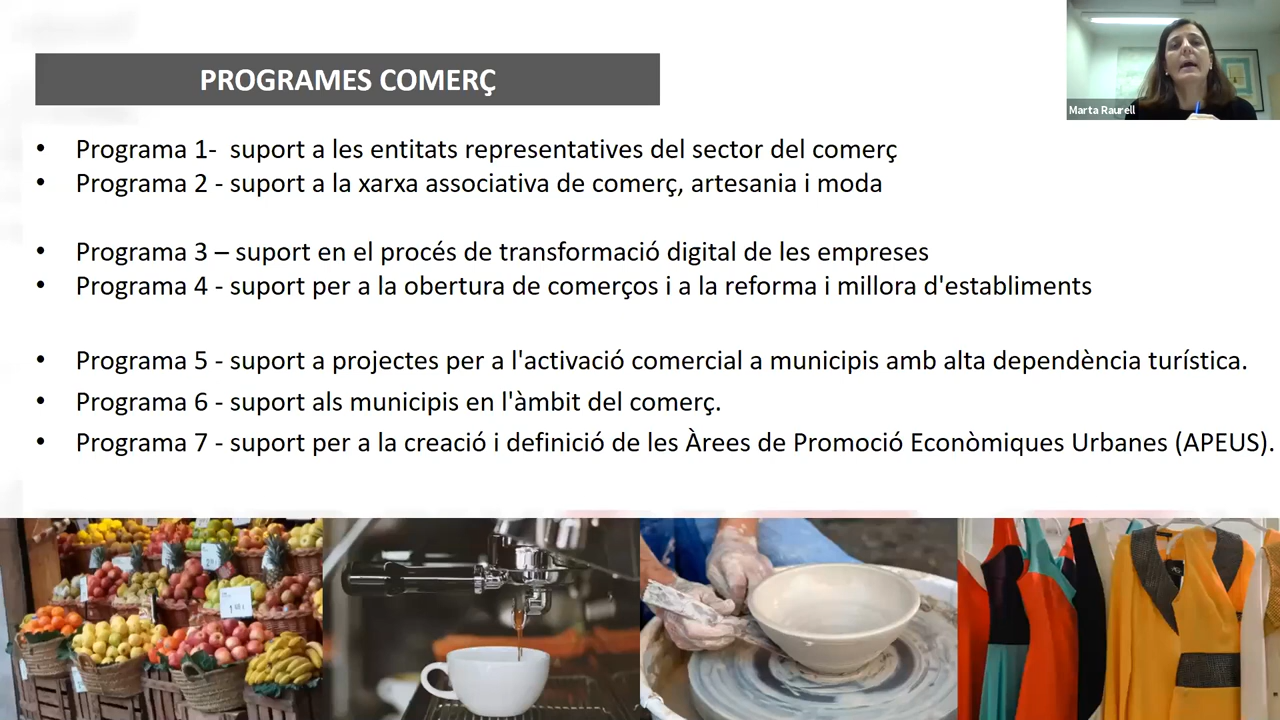 PROGRAMES COMERÇ
Marta Raurell
• Programa 1- suport a les entitats representatives del sector del comerç
• Programa 2 - suport a la xarxa associativa de comerç, artesania i moda
• Programa 3 – suport en el procés de transformació digital de les empreses
• Programa 4 - suport per a la obertura de comerços i a la reforma i millora d'establiments
• Programa 5 - suport a projectes per a l'activació comercial a municipis amb alta dependència turística.
• Programa 6 - suport als municipis en l'àmbit del comerç.
• Programa 7 - suport per a la creació i definició de les Àrees de Promoció Econòmiques Urbanes (APEUS).